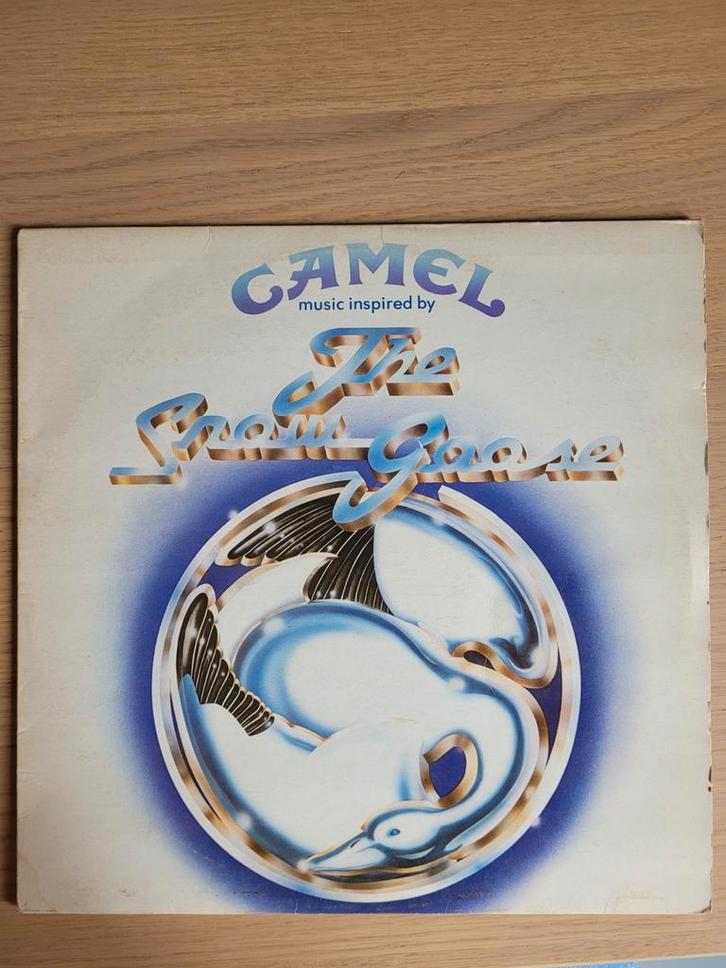 CAMEL
music inspired by
The
Snow Goose